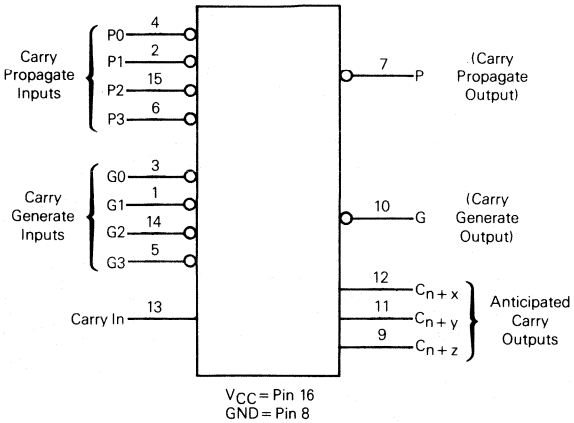 Carry
Propagate
Inputs
P0 4
P1 2
P2 15
P3 6
Carry
Generate
Inputs
G0 3
G1 1
G2 14
G3 5
Carry In 13
7 P
(Carry
Propagate
Output)
10 G
(Carry
Generate
Output)
12 Cn + x
11 Cn + y
9 Cn + z
Anticipated
Carry
Outputs
VCC = Pin 16
GND = Pin 8